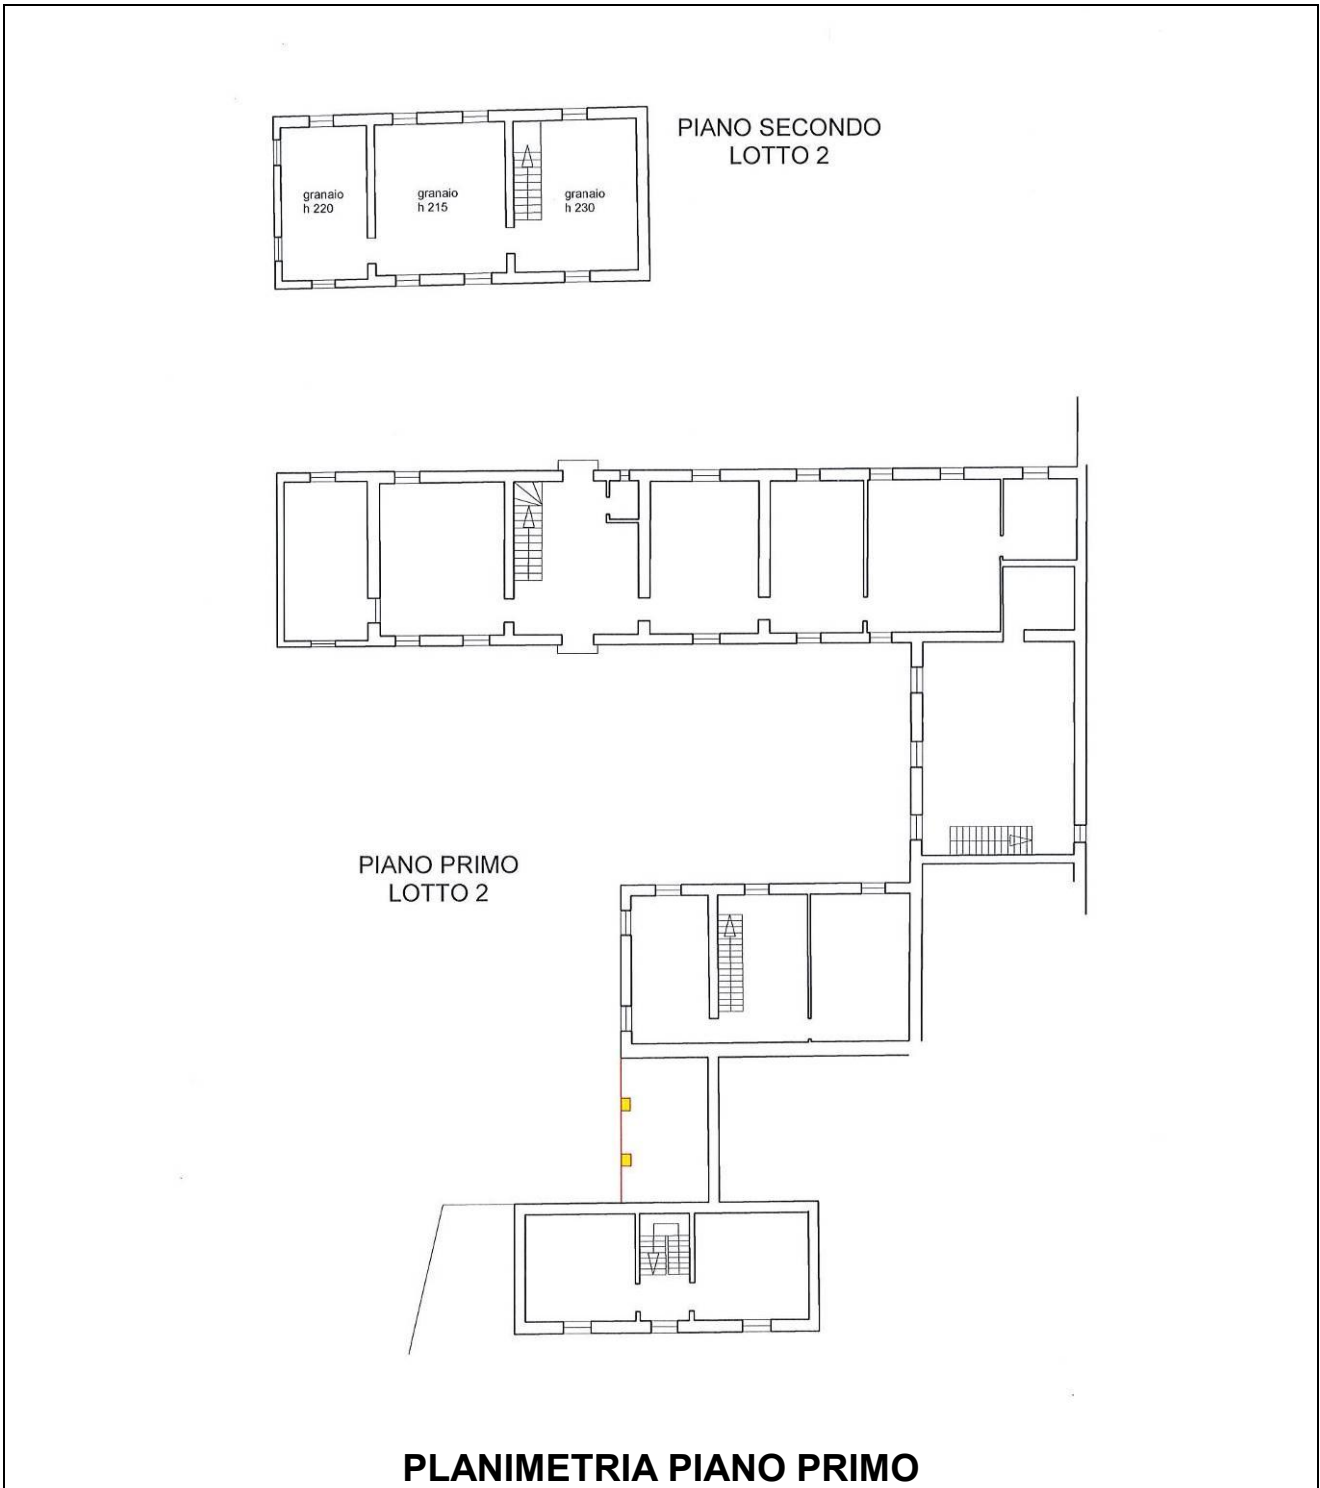 PIANO SECONDO
LOTTO 2
granaio
h 220
granaio
h 215
granaio
h 230
PIANO PRIMO
LOTTO 2
PLANIMETRIA PIANO PRIMO